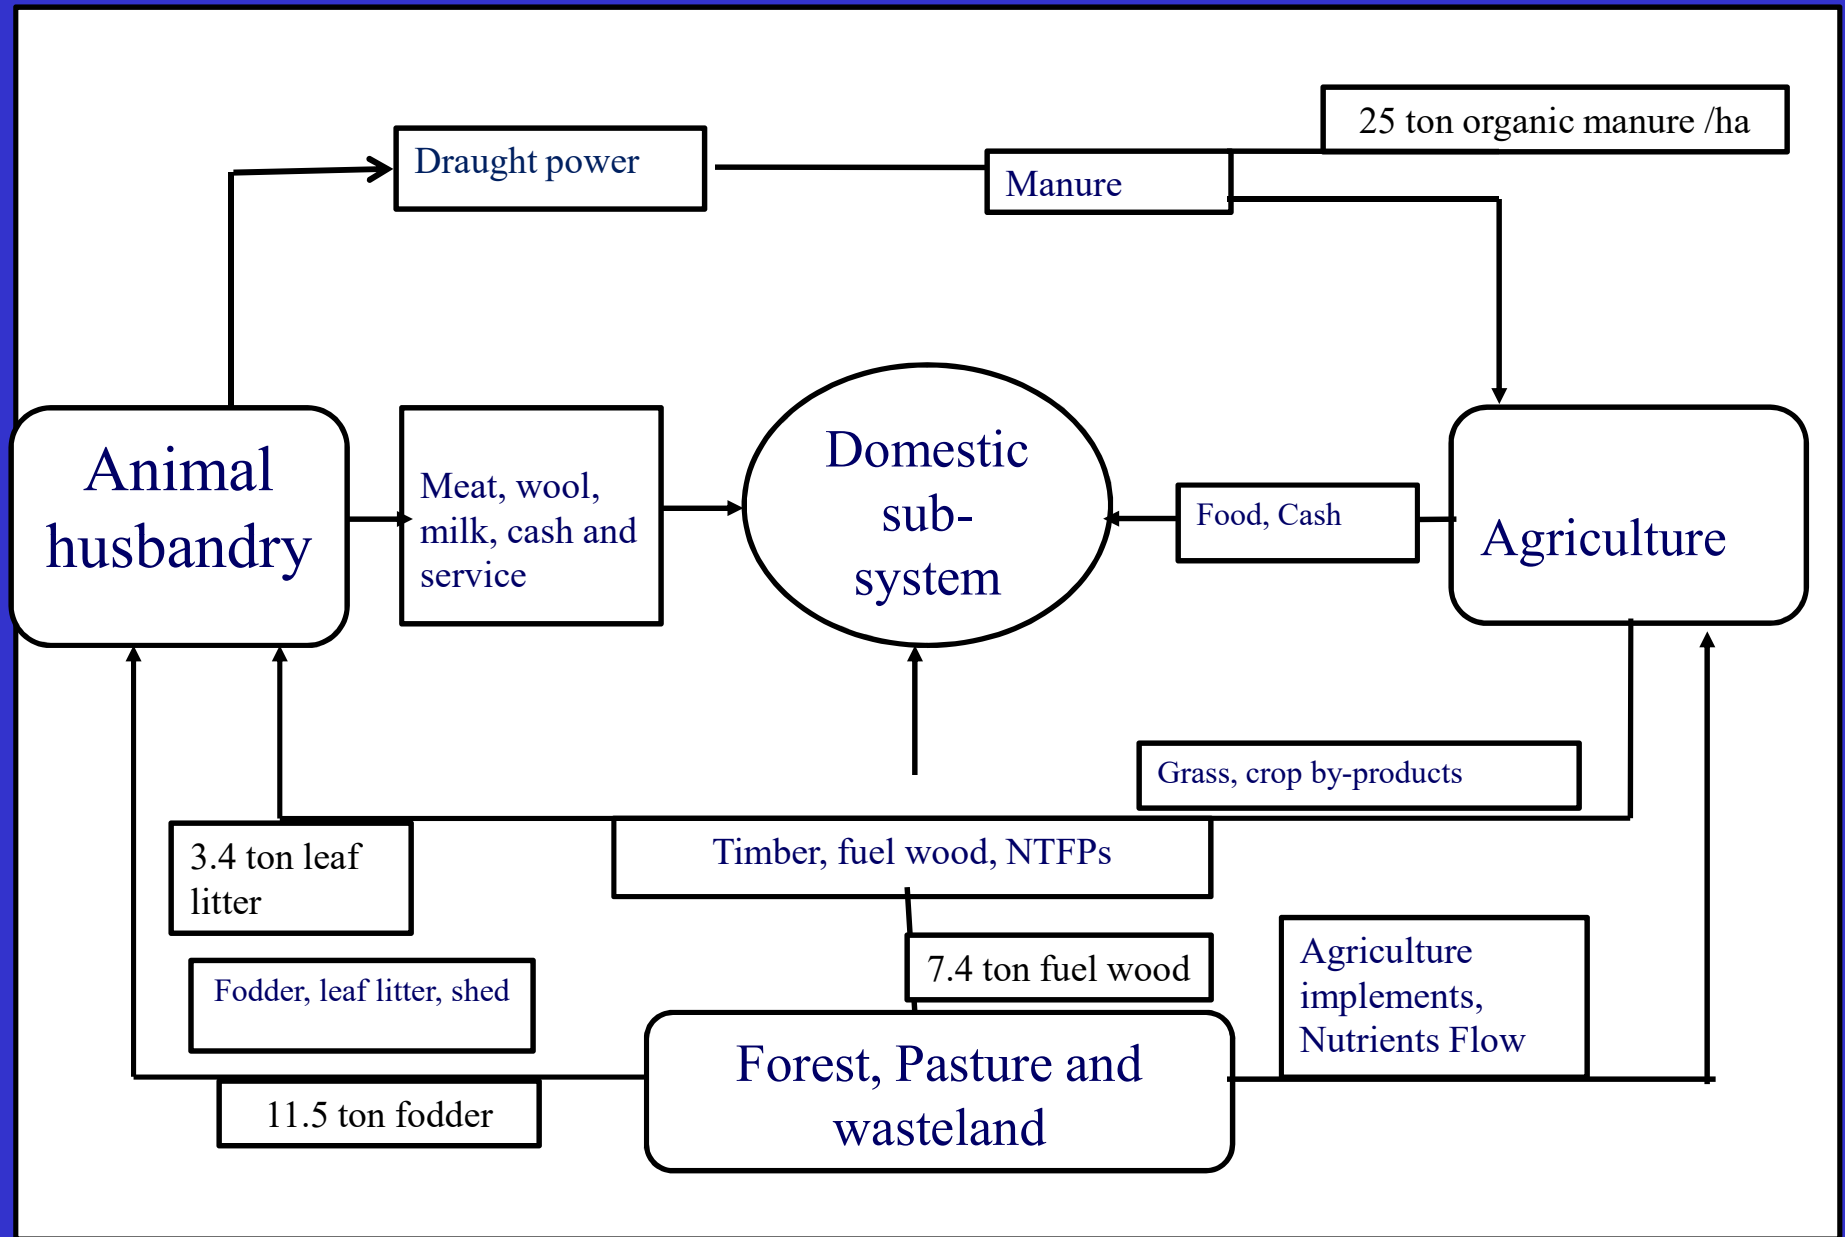 25 ton organic manure /ha
Draught power
Manure
Animal
husbandry
Meat, wool,
milk, cash and
service
Domestic
sub-
system
Food, Cash
Agriculture
Grass, crop by-products
3.4 ton leaf
litter
Timber, fuel wood, NTFPs
Fodder, leaf litter, shed
7.4 ton fuel wood
Agriculture
implements,
Nutrients Flow
11.5 ton fodder
Forest, Pasture and
wasteland